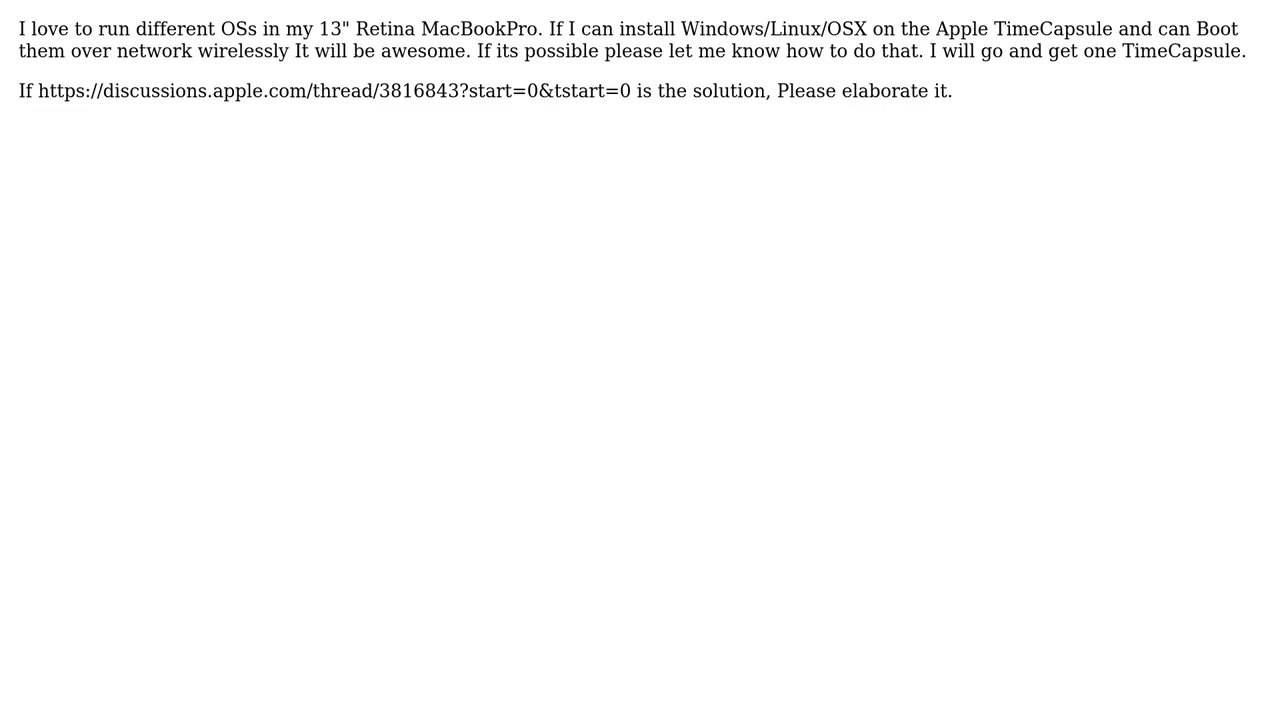 I love to run different OSs in my 13" Retina MacBookPro. If I can install Windows/Linux/OSX on the Apple TimeCapsule and can Boot
them over network wirelessly It will be awesome. If its possible please let me know how to do that. I will go and get one TimeCapsule.
If https://discussions.apple.com/thread/3816843?start=0&tstart=0 is the solution, Please elaborate it.